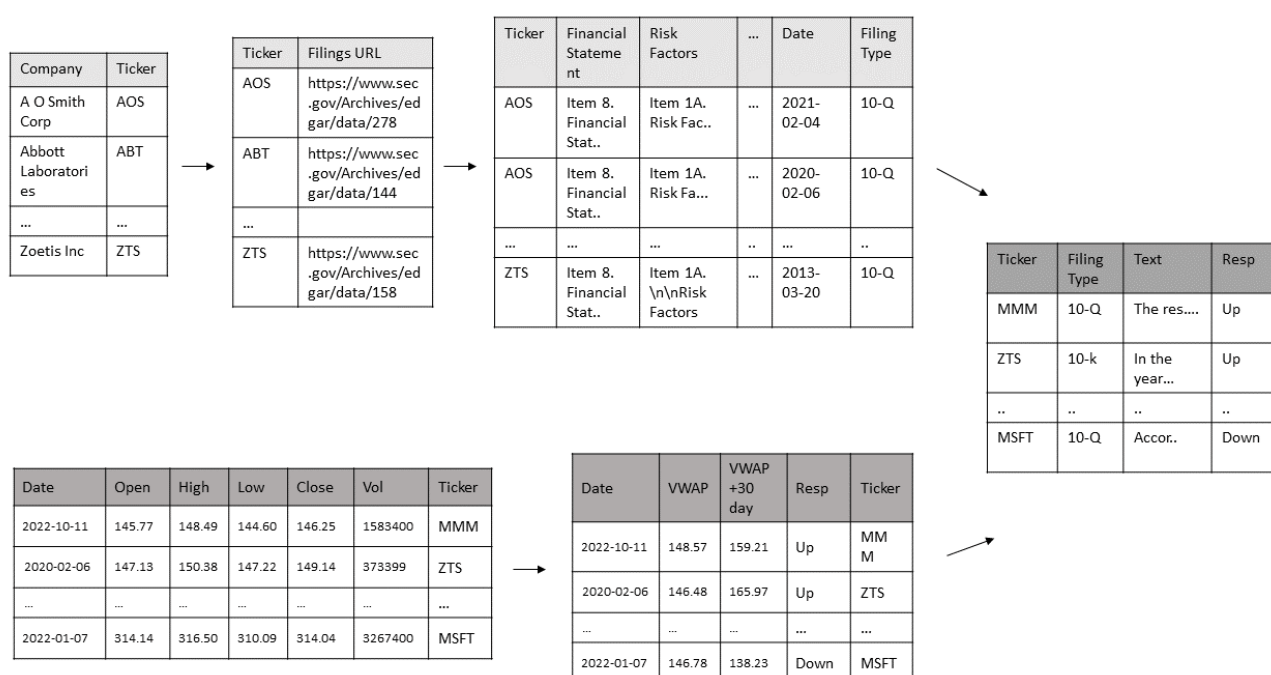 Company Ticker
A O Smith AOS
Corp
Abbott ABT
Laboratori
es
... ...
Zoetis Inc ZTS
Ticker Filings URL
AOS https://www.sec
.gov/Archives/ed
gar/data/278
ABT https://www.sec
.gov/Archives/ed
gar/data/144
...
ZTS https://www.sec
.gov/Archives/ed
gar/data/158
Ticker Financial Risk ... Date Filing
Stateme Factors Type
nt
AOS Item 8. Item 1A. ... 2021- 10-Q
Financial Risk Fac.. 02-04
Stat..
AOS Item 8. Item 1A. ... 2020- 10-Q
Financial Risk Fa... 02-06
Stat..
... ... ... .. ... ..
ZTS Item 8. Item 1A. ... 2013- 10-Q
Financial \n\nRisk 03-20
Stat.. Factors
Ticker Filing Text Resp
Type
MMM 10-Q The res.... Up
ZTS 10-k In the Up
year...
.. .. .. ..
MSFT 10-Q Accor.. Down
Date Open High Low Close Vol Ticker
2022-10-11 145.77 148.49 144.60 146.25 1583400 MMM
2020-02-06 147.13 150.38 147.22 149.14 373399 ZTS
... ... ... ... ... ... ...
2022-01-07 314.14 316.50 310.09 314.04 3267400 MSFT
Date VWAP VWAP Resp Ticker
+30
day
2022-10-11 148.57 159.21 Up MM
M
2020-02-06 146.48 165.97 Up ZTS
... ... ... ... ...
2022-01-07 146.78 138.23 Down MSFT